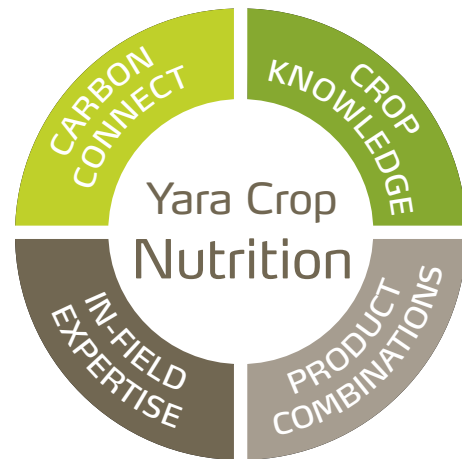 CARBON
CONNECT
CROP
KNOWLEDGE
Yara Crop
Nutrition
IN-FIELD
EXPERTISE
PRODUCT
COMBINATIONS